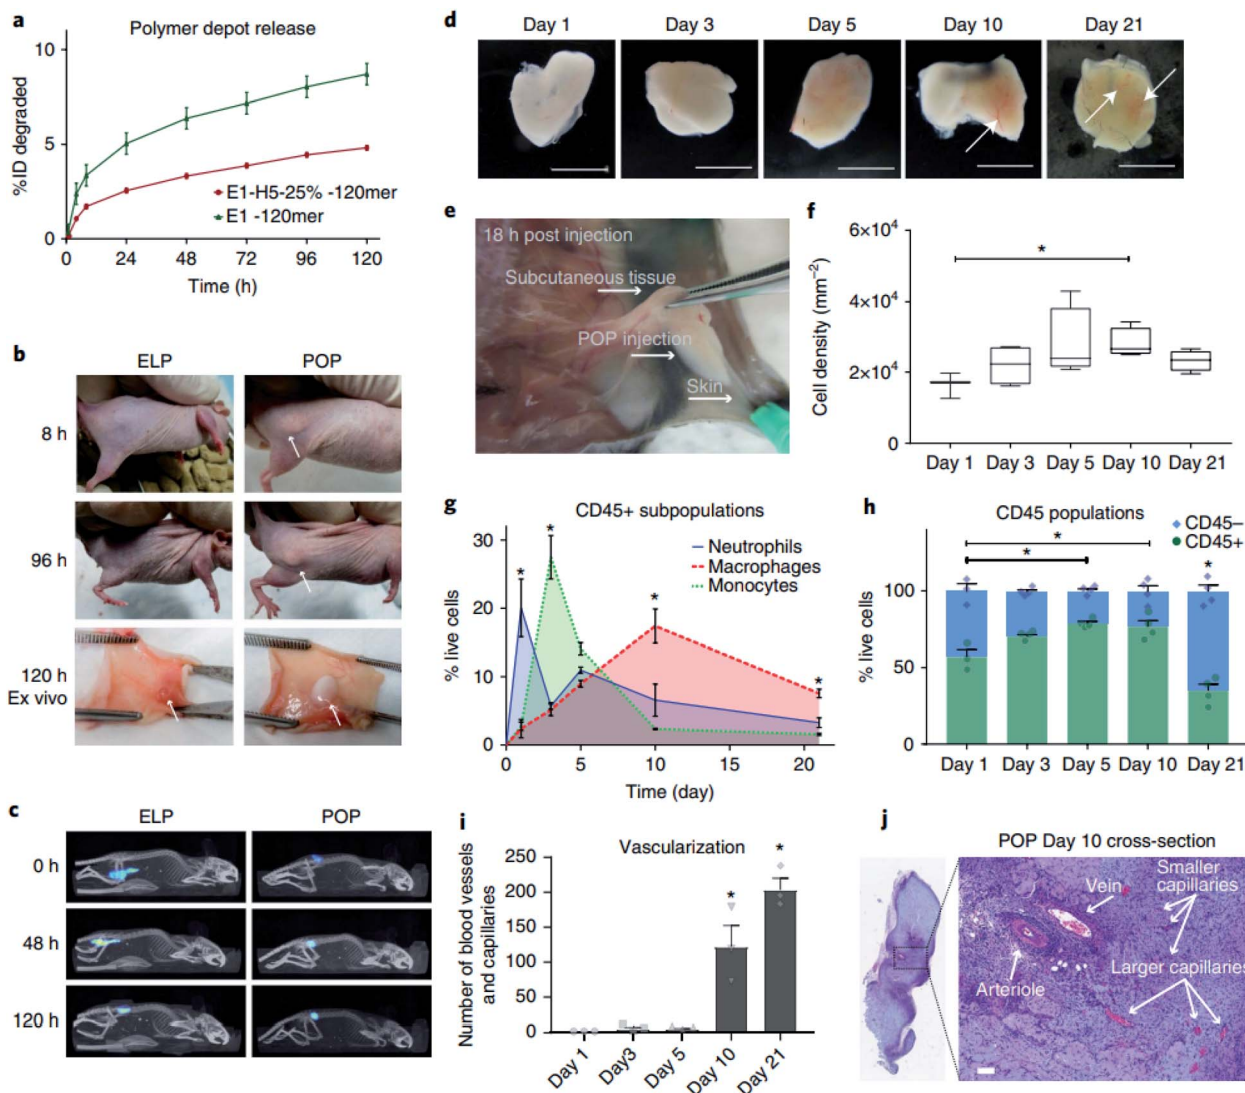 a
Polymer depot release
10
5
0
%ID degraded
E1-H5-25% -120mer
E1 -120mer
0 24 48 72 96 120
Time (h)
b
ELP POP
8 h
96 h
120 h
Ex vivo
c
ELP POP
0 h
48 h
120 h
d
Day 1 Day 3 Day 5 Day 10 Day 21
e
18 h post injection
Subcutaneous tissue
POP injection
Skin
f
6×10⁴
4×10⁴
2×10⁴
0
Cell density (mm⁻²)
*
Day 1 Day 3 Day 5 Day 10 Day 21
g
CD45+ subpopulations
30
20
10
0
% live cells
* * * *
Neutrophils
Macrophages
Monocytes
0 5 10 15 20
Time (day)
h
CD45 populations
CD45–
CD45+
100
50
0
% live cells
* * *
Day 1 Day 3 Day 5 Day 10 Day 21
i
Vascularization
250
200
150
100
50
0
Number of blood vessels
and capillaries
* *
Day 1 Day3 Day 5 Day 10 Day 21
j
POP Day 10 cross-section
Smaller
capillaries
Vein
Larger capillaries
Arteriole